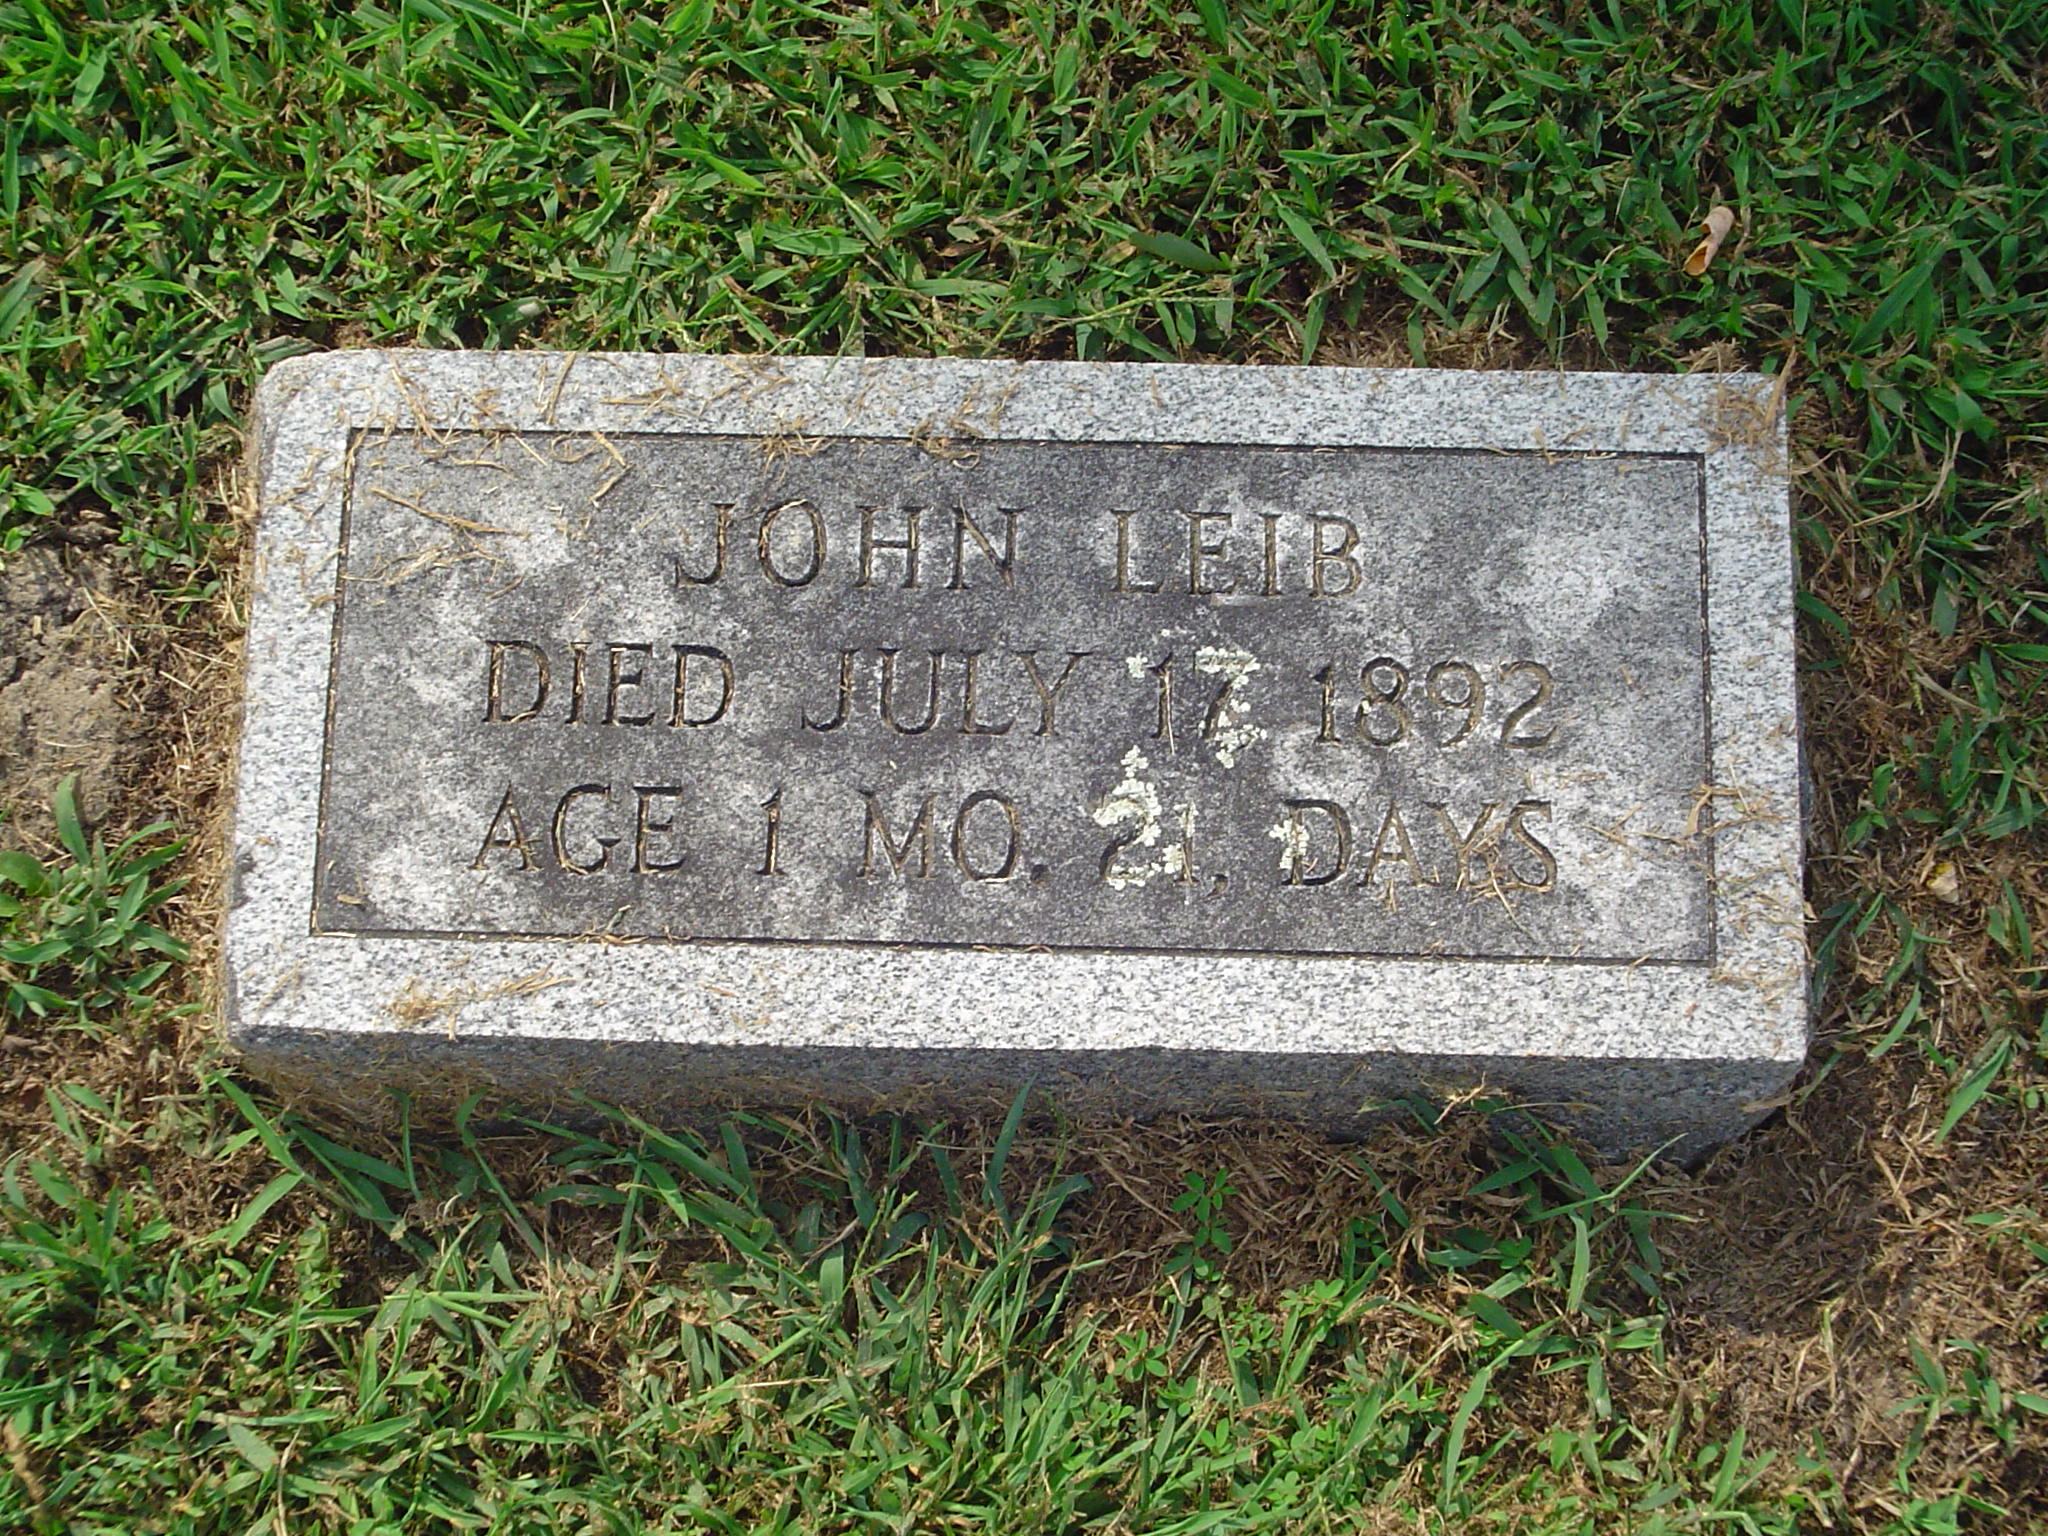 JOHN LEIB
DIED JULY 17 1892
AGE 1 MO. 21, DAYS